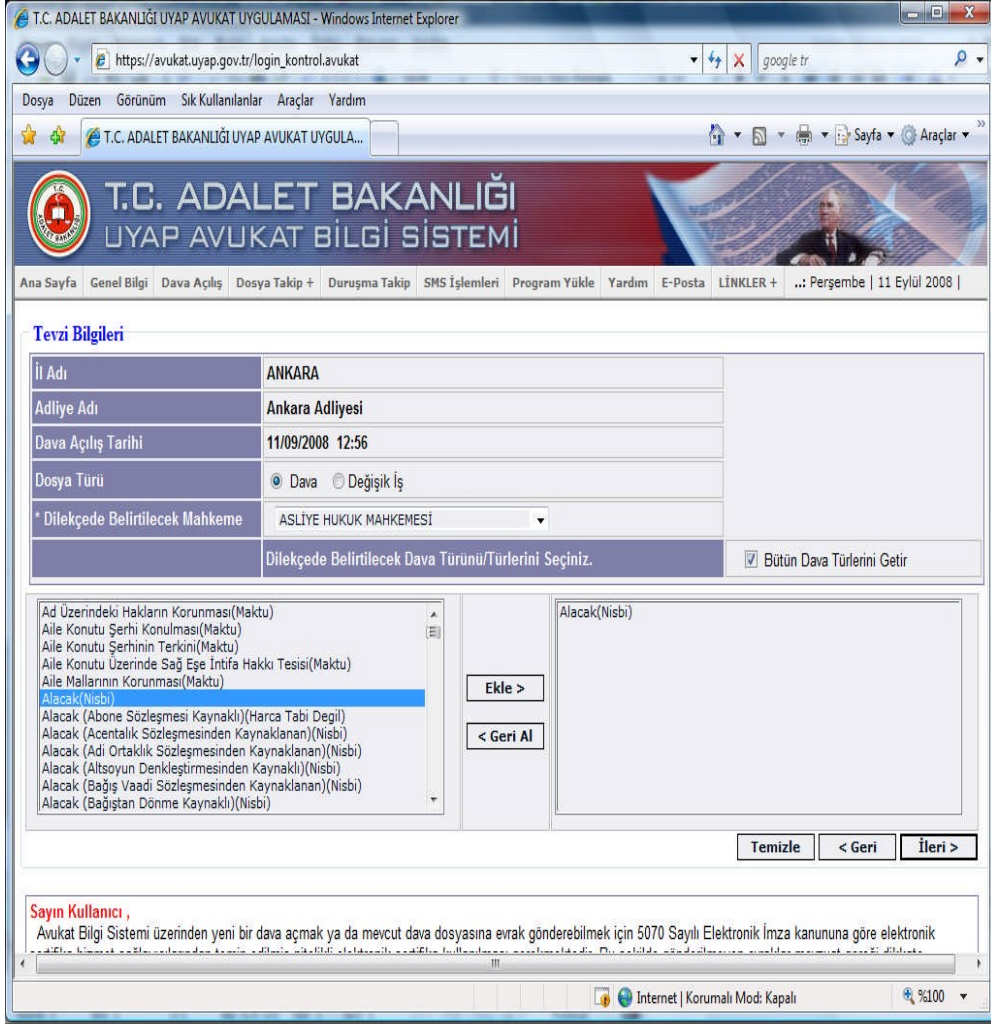 T.C. ADALET BAKANLIĞI UYAP AVUKAT UYGULAMASI - Windows Internet Explorer
https://avukat.uyap.gov.tr/login_kontrol.avukat
google tr
Dosya Düzen Görünüm Sık Kullanılanlar Araçlar Yardım
T.C. ADALET BAKANLIĞI UYAP AVUKAT UYGULA...
Sayfa Araçlar
T.C. ADALET BAKANLIĞI
UYAP AVUKAT BİLGİ SİSTEMİ
Ana Sayfa Genel Bilgi Dava Açılış Dosya Takip + Duruşma Takip SMS İşlemleri Program Yükle Yardım E-Posta LİNKLER + ..: Perşembe | 11 Eylül 2008 |
Tevzi Bilgileri
İl Adı ANKARA
Adliye Adı Ankara Adliyesi
Dava Açılış Tarihi 11/09/2008 12:56
Dosya Türü Dava Değişik İş
* Dilekçede Belirtilecek Mahkeme ASLİYE HUKUK MAHKEMESİ
Dilekçede Belirtilecek Dava Türünü/Türlerini Seçiniz. Bütün Dava Türlerini Getir
Ad Üzerindeki Hakların Korunması(Maktu)
Aile Konutu Şerhi Konulması(Maktu)
Aile Konutu Şerhinin Terkini(Maktu)
Aile Konutu Üzerinde Sağ Eşe İntifa Hakkı Tesisi(Maktu)
Aile Mallarının Korunması(Maktu)
Alacak(Nisbi)
Alacak (Abone Sözleşmesi Kaynaklı)(Harca Tabi Degil)
Alacak (Acentalık Sözleşmesinden Kaynaklanan)(Nisbi)
Alacak (Adi Ortaklık Sözleşmesinden Kaynaklanan)(Nisbi)
Alacak (Altsoyun Denkleştirmesinden Kaynaklı)(Nisbi)
Alacak (Bağış Vaadi Sözleşmesinden Kaynaklanan)(Nisbi)
Alacak (Bağıştan Dönme Kaynaklı)(Nisbi)
Ekle >
< Geri Al
Alacak(Nisbi)
Temizle < Geri İleri >
Sayın Kullanıcı ,
Avukat Bilgi Sistemi üzerinden yeni bir dava açmak ya da mevcut dava dosyasına evrak gönderebilmek için 5070 Sayılı Elektronik İmza kanununa göre elektronik
Internet | Korumalı Mod: Kapalı %100